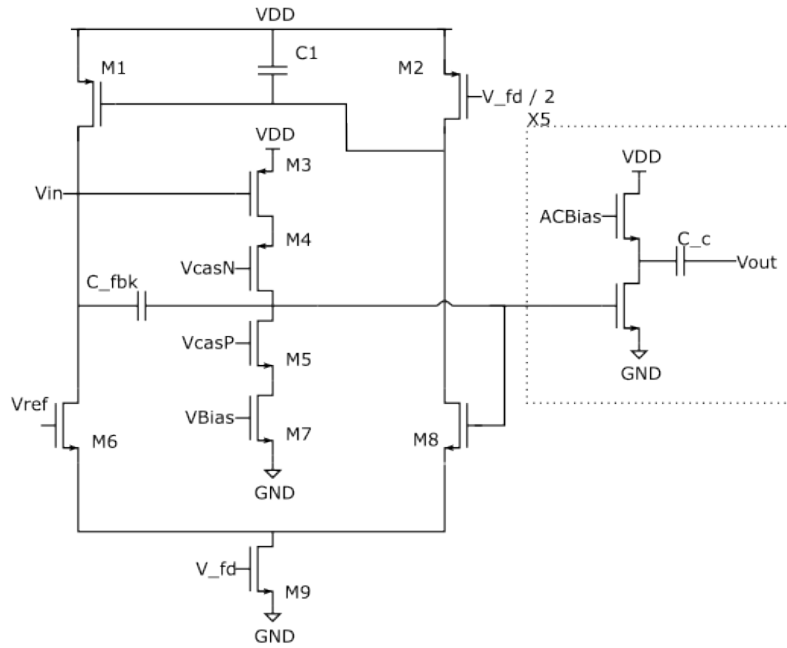 VDD
M1
C1
M2
V_fd / 2
X5
VDD
M3
VDD
Vin
ACBias
M4
C_c
VcasN
Vout
C_fbk
VcasP
M5
GND
Vref
VBias
M6
M7
M8
GND
V_fd
M9
GND